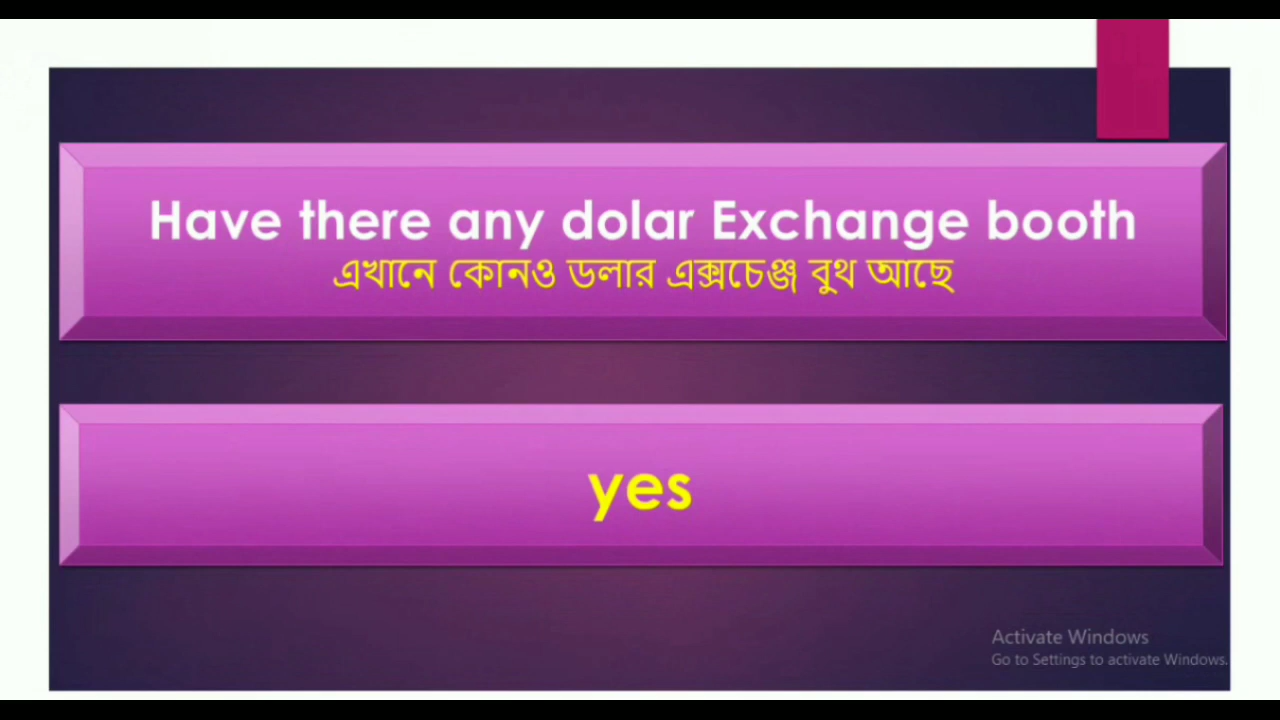 Have there any dolar Exchange booth
এখানে কোনও ডলার এক্সচেঞ্জ বুথ আছে
yes
Activate Windows
Go to Settings to activate Windows.